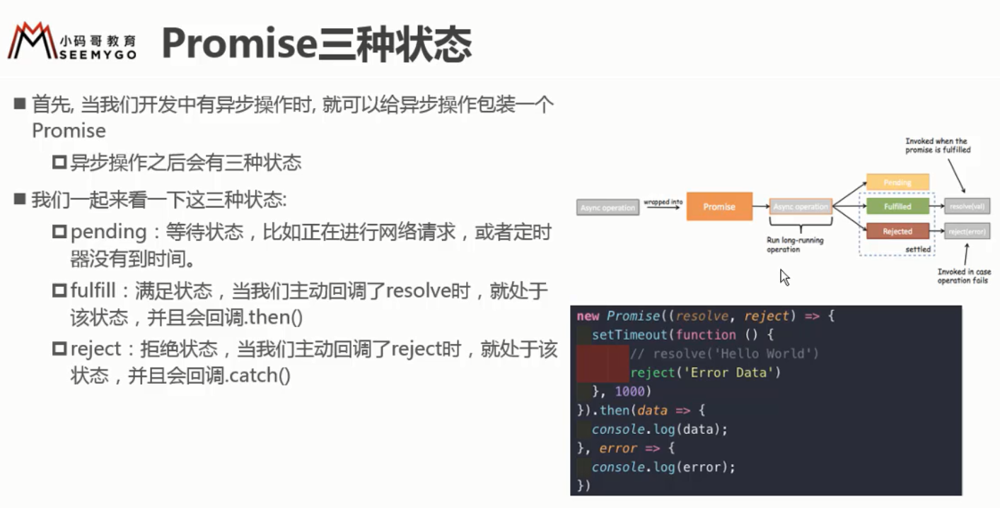 小码哥教育
SEEMYGO
Promise三种状态
■ 首先, 当我们开发中有异步操作时, 就可以给异步操作包装一个
Promise
异步操作之后会有三种状态
■ 我们一起来看一下这三种状态:
pending：等待状态，比如正在进行网络请求，或者定时
器没有到时间。
fulfill：满足状态，当我们主动回调了resolve时，就处于
该状态，并且会回调.then()
reject：拒绝状态，当我们主动回调了reject时，就处于该
状态，并且会回调.catch()
Async operation
wrapped into
Promise
Async operation
Run long-running
operation
Pending
Fulfilled
Rejected
settled
Invoked when the
promise is fulfilled
resolve(val)
reject(error)
Invoked in case
operation fails
new Promise((resolve, reject) => {
setTimeout(function () {
// resolve('Hello World')
reject('Error Data')
}, 1000)
}).then(data => {
console.log(data);
}, error => {
console.log(error);
})